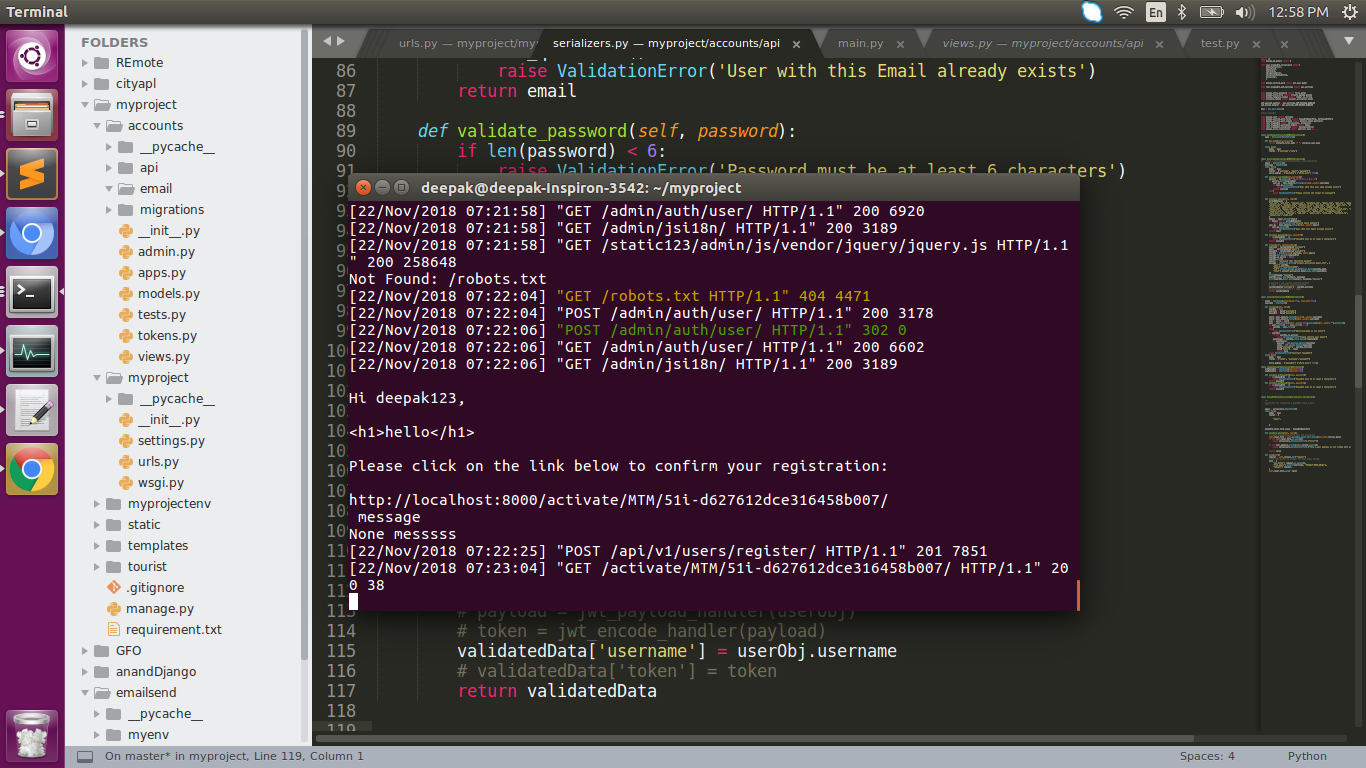 Terminal
En
12:58 PM
FOLDERS
REmote
cityapl
myproject
accounts
__pycache__
api
email
migrations
__init__.py
admin.py
apps.py
models.py
tests.py
tokens.py
views.py
myproject
__pycache__
__init__.py
settings.py
urls.py
wsgi.py
myprojectenv
static
templates
tourist
.gitignore
manage.py
requirement.txt
GFO
anandDjango
emailsend
__pycache__
myenv
urls.py — myproject/my
serializers.py — myproject/accounts/api
main.py
views.py — myproject/accounts/api
test.py
86 raise ValidationError('User with this Email already exists')
87 return email
88
89 def validate_password(self, password):
90 if len(password) < 6:
91 raise ValidationError('Password must be at least 6 characters')
deepak@deepak-Inspiron-3542: ~/myproject
[22/Nov/2018 07:21:58] "GET /admin/auth/user/ HTTP/1.1" 200 6920
[22/Nov/2018 07:21:58] "GET /admin/jsi18n/ HTTP/1.1" 200 3189
[22/Nov/2018 07:21:58] "GET /static123/admin/js/vendor/jquery/jquery.js HTTP/1.1
" 200 258648
Not Found: /robots.txt
[22/Nov/2018 07:22:04] "GET /robots.txt HTTP/1.1" 404 4471
[22/Nov/2018 07:22:04] "POST /admin/auth/user/ HTTP/1.1" 200 3178
[22/Nov/2018 07:22:06] "POST /admin/auth/user/ HTTP/1.1" 302 0
[22/Nov/2018 07:22:06] "GET /admin/auth/user/ HTTP/1.1" 200 6602
[22/Nov/2018 07:22:06] "GET /admin/jsi18n/ HTTP/1.1" 200 3189
Hi deepak123,
<h1>hello</h1>
Please click on the link below to confirm your registration:
http://localhost:8000/activate/MTM/51i-d627612dce316458b007/
message
None messsss
[22/Nov/2018 07:22:25] "POST /api/v1/users/register/ HTTP/1.1" 201 7851
[22/Nov/2018 07:23:04] "GET /activate/MTM/51i-d627612dce316458b007/ HTTP/1.1" 20
0 38
113 # payload = jwt_payload_handler(userObj)
114 # token = jwt_encode_handler(payload)
115 validatedData['username'] = userObj.username
116 # validatedData['token'] = token
117 return validatedData
118
119
On master* in myproject, Line 119, Column 1
Spaces: 4
Python